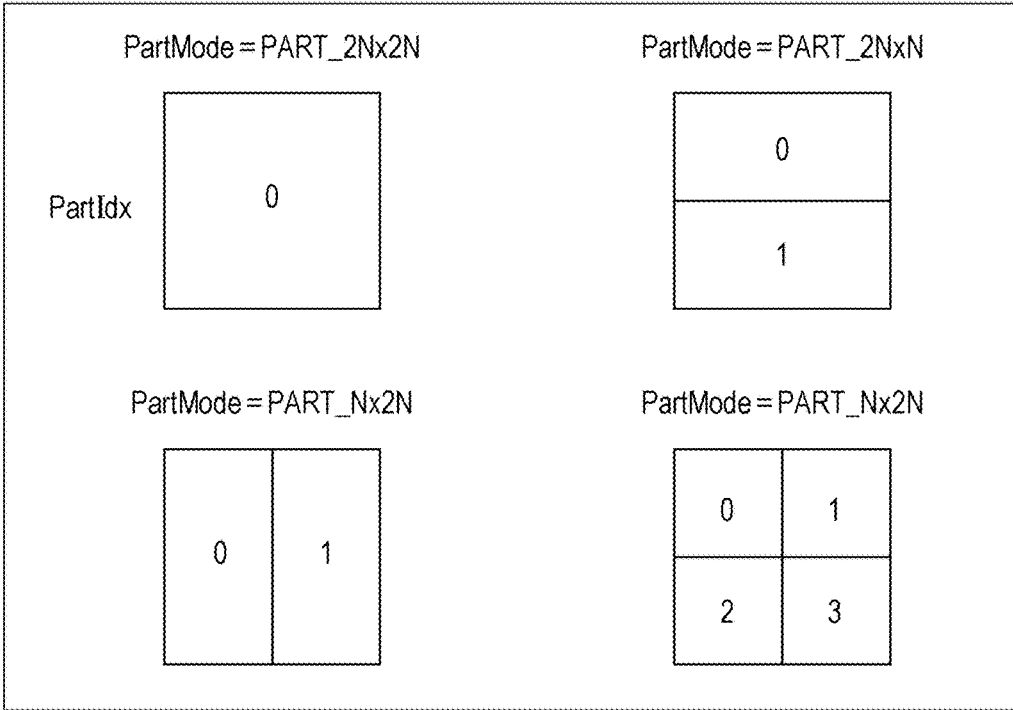 PartMode = PART_2Nx2N
PartMode = PART_2NxN
PartIdx
0
0
1
PartMode = PART_Nx2N
PartMode = PART_Nx2N
0 1
0 1
2 3